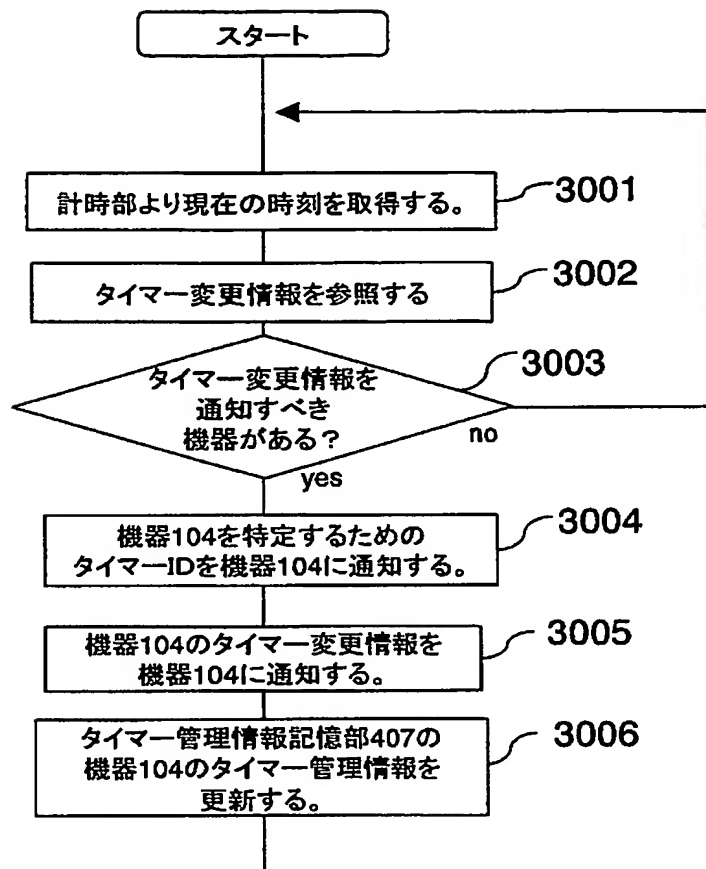 スタート
計時部より現在の時刻を取得する。
3001
タイマー変更情報を参照する
3002
タイマー変更情報を
通知すべき
機器がある？
3003
no
yes
機器104を特定するための
タイマーIDを機器104に通知する。
3004
機器104のタイマー変更情報を
機器104に通知する。
3005
タイマー管理情報記憶部407の
機器104のタイマー管理情報を
更新する。
3006